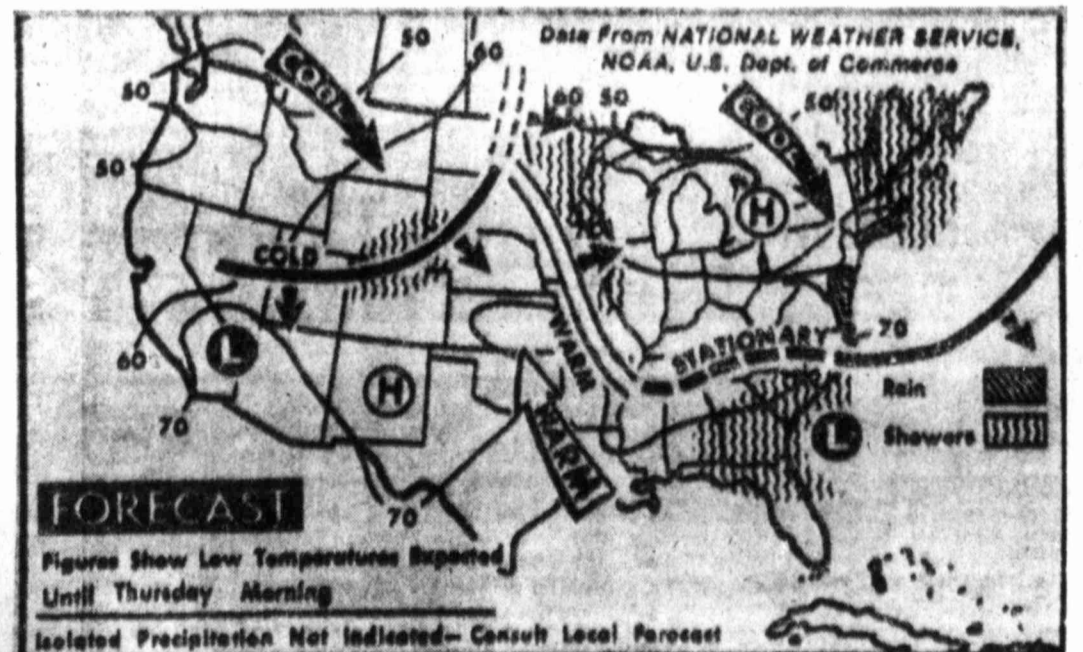 Data From NATIONAL WEATHER SERVICE,
NOAA, U.S. Dept. of Commerce
50
60
COOL
60 50
COOL
50
50
50
60
70
H
COLD
WARM
STATIONARY
70
60
L
H
70
WARM
70
L
Rain
Showers
FORECAST
Figures Show Low Temperatures Expected
Until Thursday Morning
Isolated Precipitation Not Indicated— Consult Local Forecast